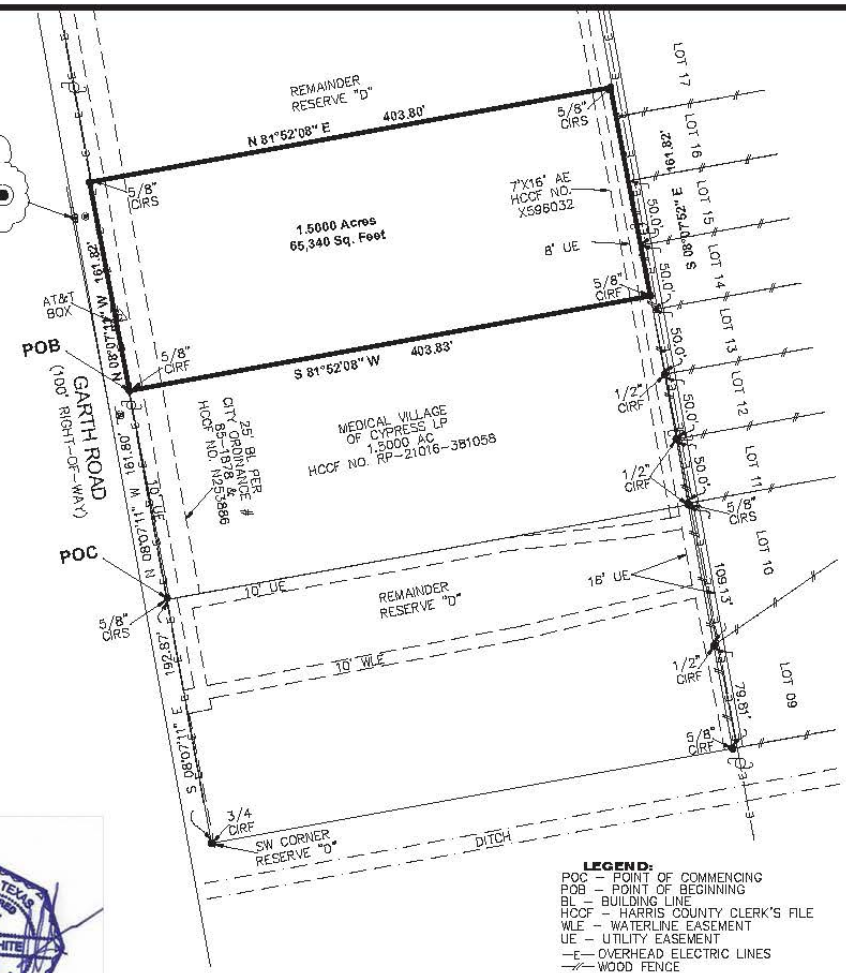 LOT 17
REMAINDER
RESERVE "D"
N 81°52'08" E 403.80'
5/8"
CIRS
LOT 16
161.82'
S 08°07'52" E
5/8"
CIRS
7'X16' AE
HCCF NO.
X596032
LOT 15
50.0'
1.5000 Acres
65,340 Sq. Feet
8' UE
LOT 14
50.0'
N 08°07'11" W 161.82'
AT&T
BOX
5/8"
CIRF
LOT 13
50.0'
POB
5/8"
CIRF
S 81°52'08" W 403.83'
GARTH ROAD
(100' RIGHT-OF-WAY)
1/2"
CIRF
LOT 12
50.0'
25' BL PER
CITY ORDINANCE #
85-1878 &
HCCF NO. N253886
MEDICAL VILLAGE
OF CYPRESS LP
1.5000 AC
HCCF NO. RP-21016-381058
N 08°07'11" W 161.80'
10' UE
1/2"
CIRF
LOT 11
50.0'
5/8"
CIRS
LOT 10
POC
10' UE
REMAINDER
RESERVE "D"
16' UE
109.13'
5/8"
CIRS
10' WLE
1/2"
CIRF
LOT 09
79.81'
S 08°07'11" E 192.87'
5/8"
CIRF
3/4
CIRF
SW CORNER
RESERVE "D"
DITCH
TEXAS
HITE
LEGEND:
POC - POINT OF COMMENCING
POB - POINT OF BEGINNING
BL - BUILDING LINE
HCCF - HARRIS COUNTY CLERK'S FILE
WLE - WATERLINE EASEMENT
UE - UTILITY EASEMENT
—E— OVERHEAD ELECTRIC LINES
—//— WOOD FENCE